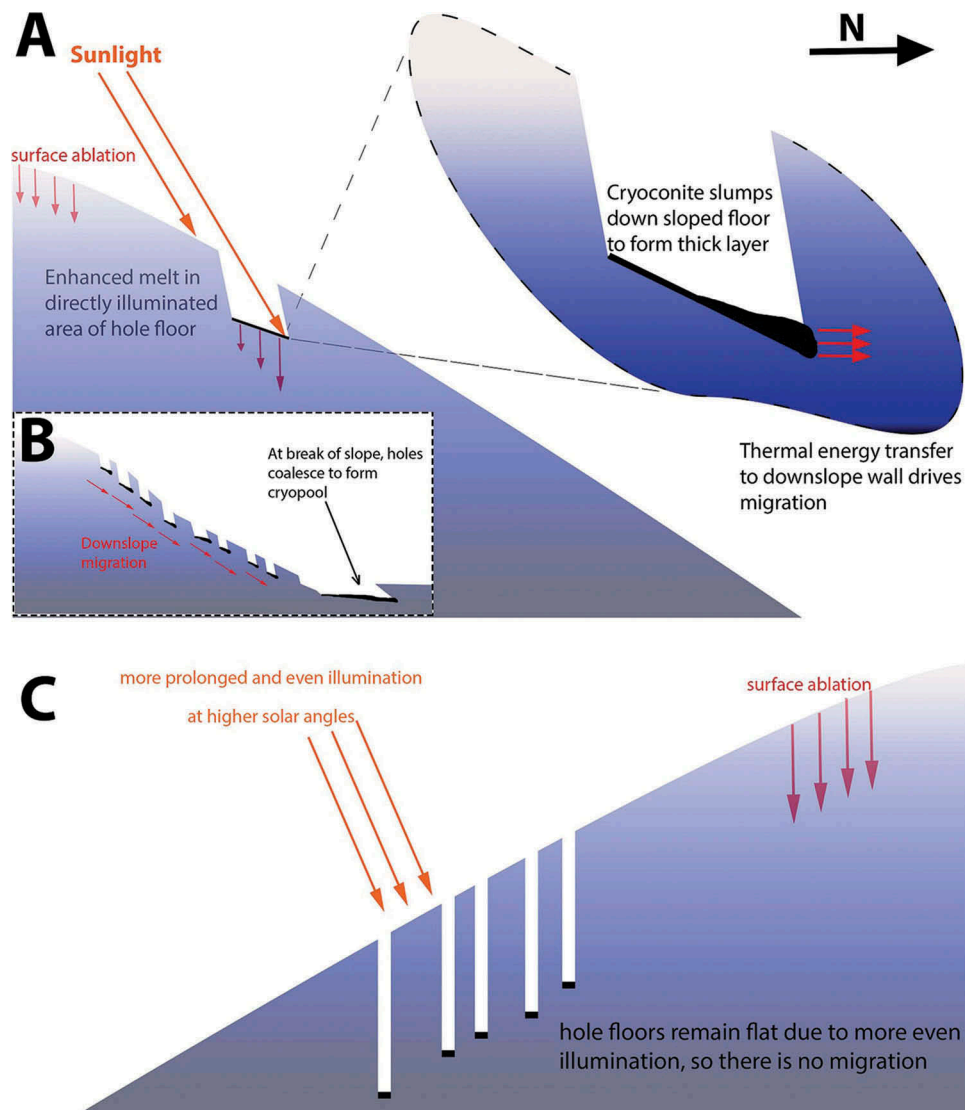 A
Sunlight
N
surface ablation
Cryoconite slumps
down sloped floor
to form thick layer
Enhanced melt in
directly illuminated
area of hole floor
Thermal energy transfer
to downslope wall drives
migration
B
At break of slope, holes
coalesce to form
cryopool
Downslope
migration
C
more prolonged and even illumination
at higher solar angles
surface ablation
hole floors remain flat due to more even
illumination, so there is no migration